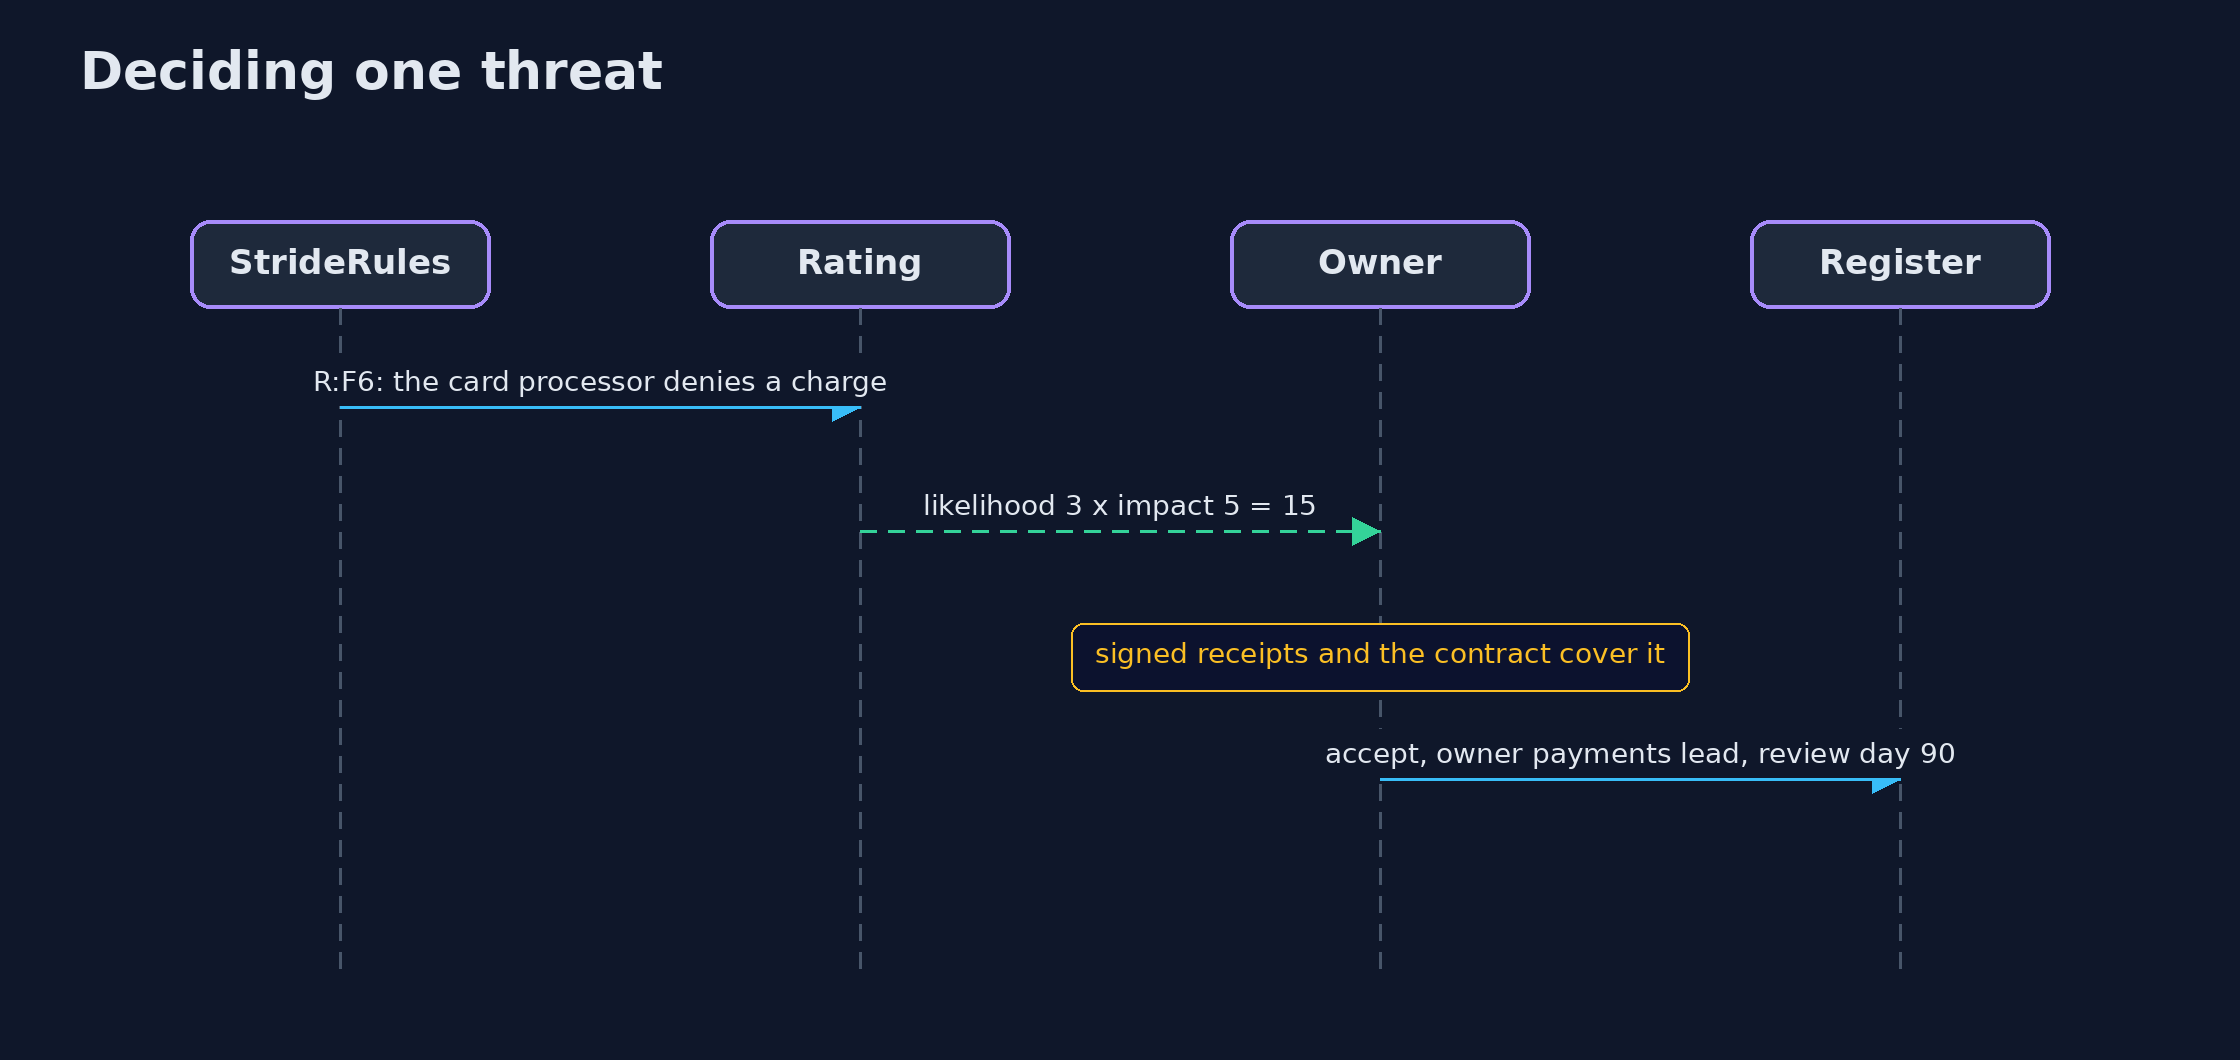 Deciding one threat
StrideRules
Rating
Owner
Register
R:F6: the card processor denies a charge
likelihood 3 x impact 5 = 15
signed receipts and the contract cover it
accept, owner payments lead, review day 90